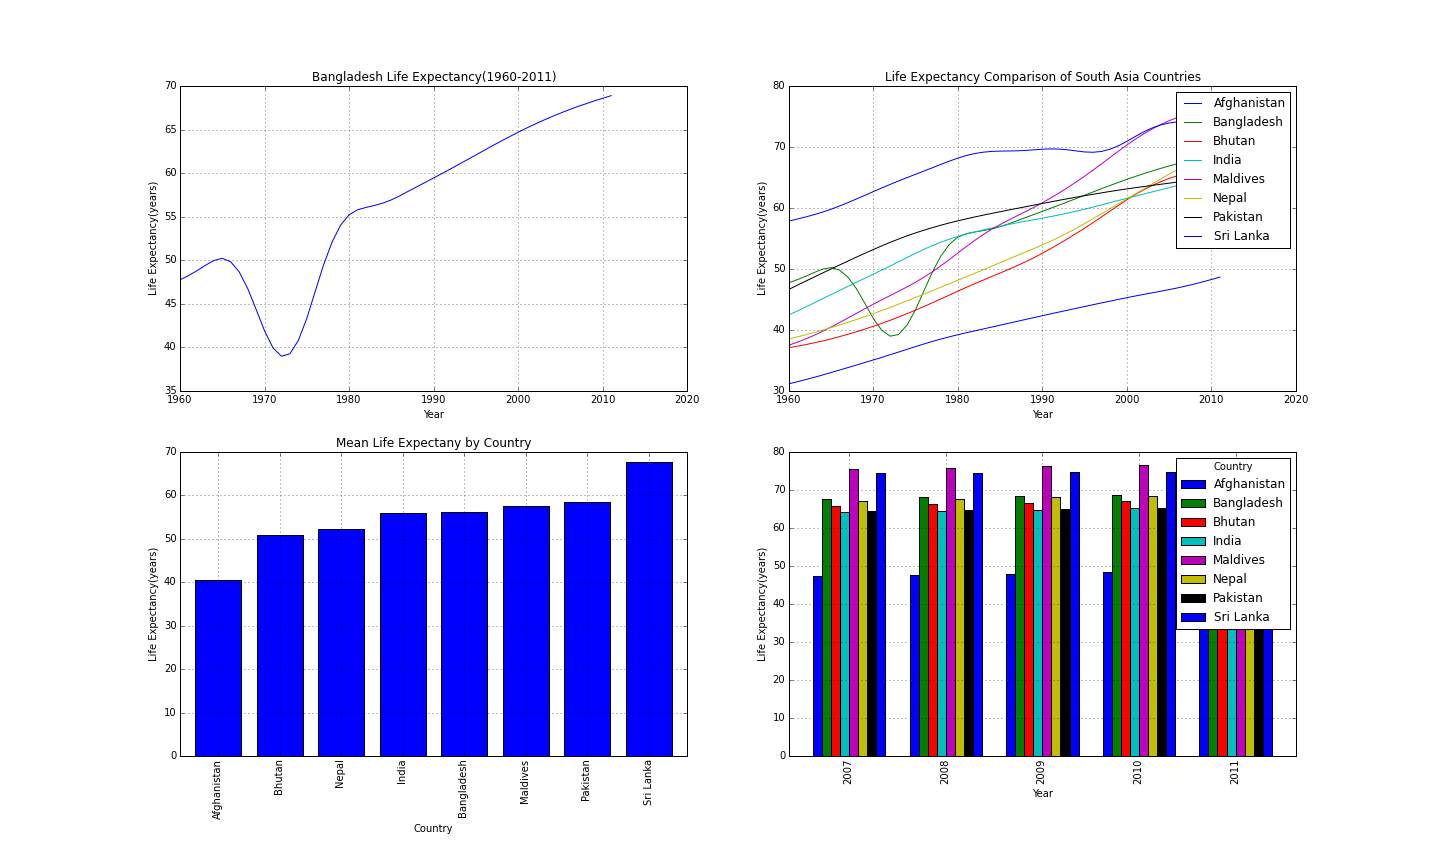 Bangladesh Life Expectancy(1960-2011)
70
65
60
55
50
45
40
35
Life Expectancy(years)
1960 1970 1980 1990 2000 2010 2020
Year
Life Expectancy Comparison of South Asia Countries
80
70
60
50
40
30
Life Expectancy(years)
Afghanistan
Bangladesh
Bhutan
India
Maldives
Nepal
Pakistan
Sri Lanka
1960 1970 1980 1990 2000 2010 2020
Year
Mean Life Expectany by Country
70
60
50
40
30
20
10
0
Life Expectancy(years)
Afghanistan
Bhutan
Nepal
India
Bangladesh
Maldives
Pakistan
Sri Lanka
Country
80
70
60
50
40
30
20
10
0
Life Expectancy(years)
Country
Afghanistan
Bangladesh
Bhutan
India
Maldives
Nepal
Pakistan
Sri Lanka
2007
2008
2009
2010
2011
Year